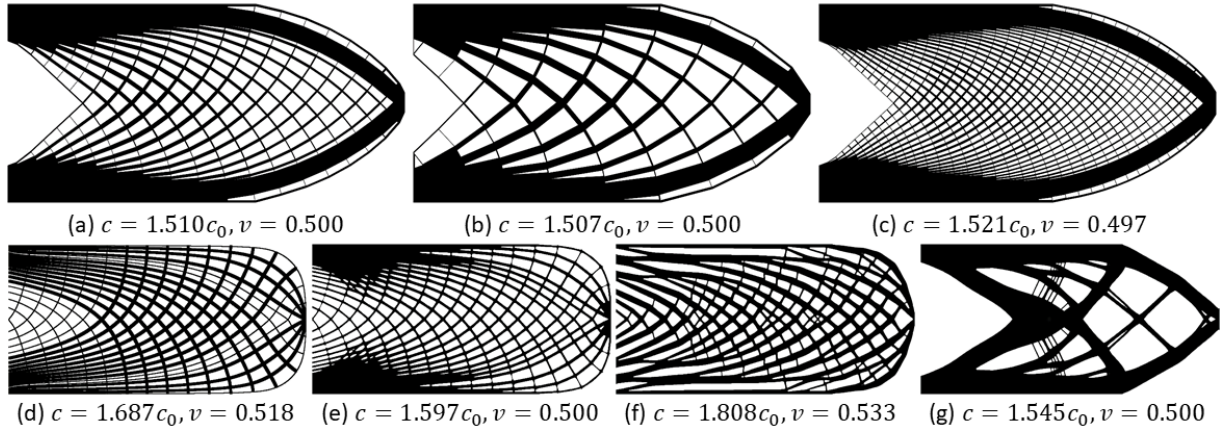 (a) c = 1.510c₀, v = 0.500
(b) c = 1.507c₀, v = 0.500
(c) c = 1.521c₀, v = 0.497
(d) c = 1.687c₀, v = 0.518
(e) c = 1.597c₀, v = 0.500
(f) c = 1.808c₀, v = 0.533
(g) c = 1.545c₀, v = 0.500